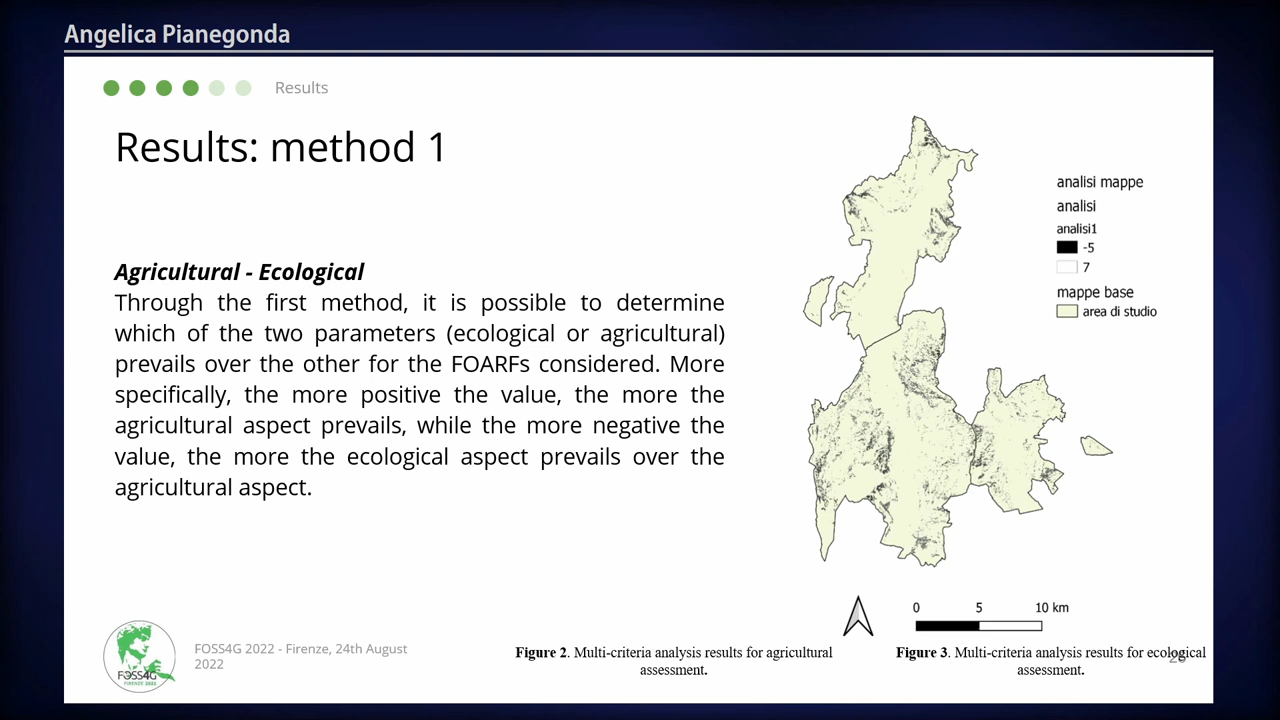 Angelica Pianegonda
Results
Results: method 1
Agricultural - Ecological
Through the first method, it is possible to determine
which of the two parameters (ecological or agricultural)
prevails over the other for the FOARFs considered. More
specifically, the more positive the value, the more the
agricultural aspect prevails, while the more negative the
value, the more the ecological aspect prevails over the
agricultural aspect.
analisi mappe
analisi
analisi1
-5
7
mappe base
area di studio
0 5 10 km
FOSS4G
FIRENZE 2022
FOSS4G 2022 - Firenze, 24th August
2022
Figure 2. Multi-criteria analysis results for agricultural
assessment.
Figure 3. Multi-criteria analysis results for ecological
assessment.